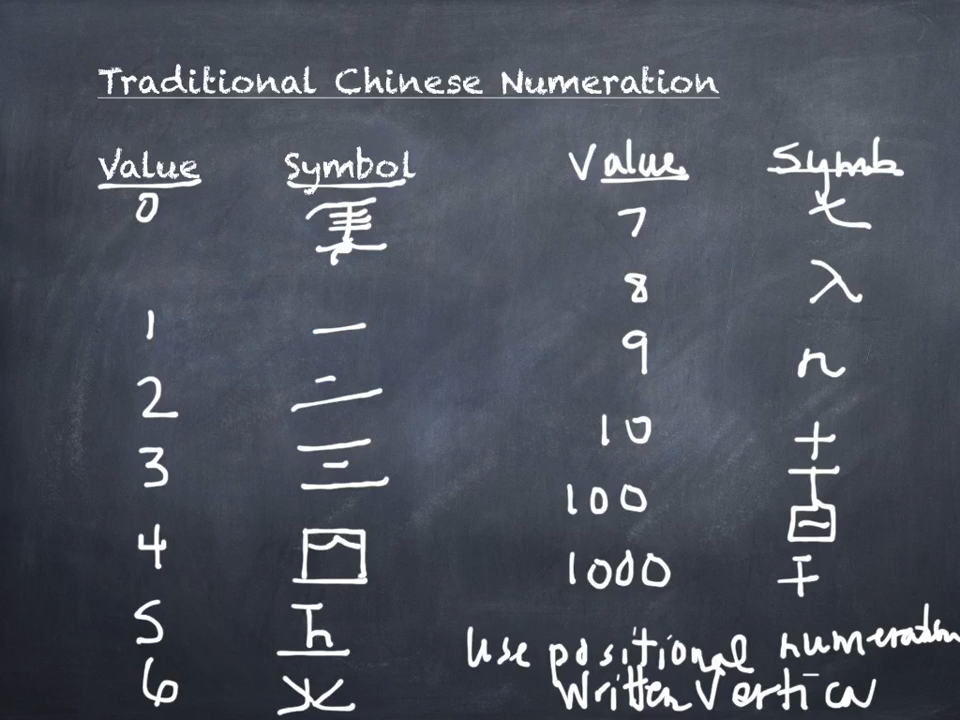 Traditional Chinese Numeration
Value Symbol Value Symb
0 7 七
1 一 8 八
2 二 9 九
3 三 10 十
4 四 100 百
5 五 1000 千
6 六
Use positional numeration
Written Vertical